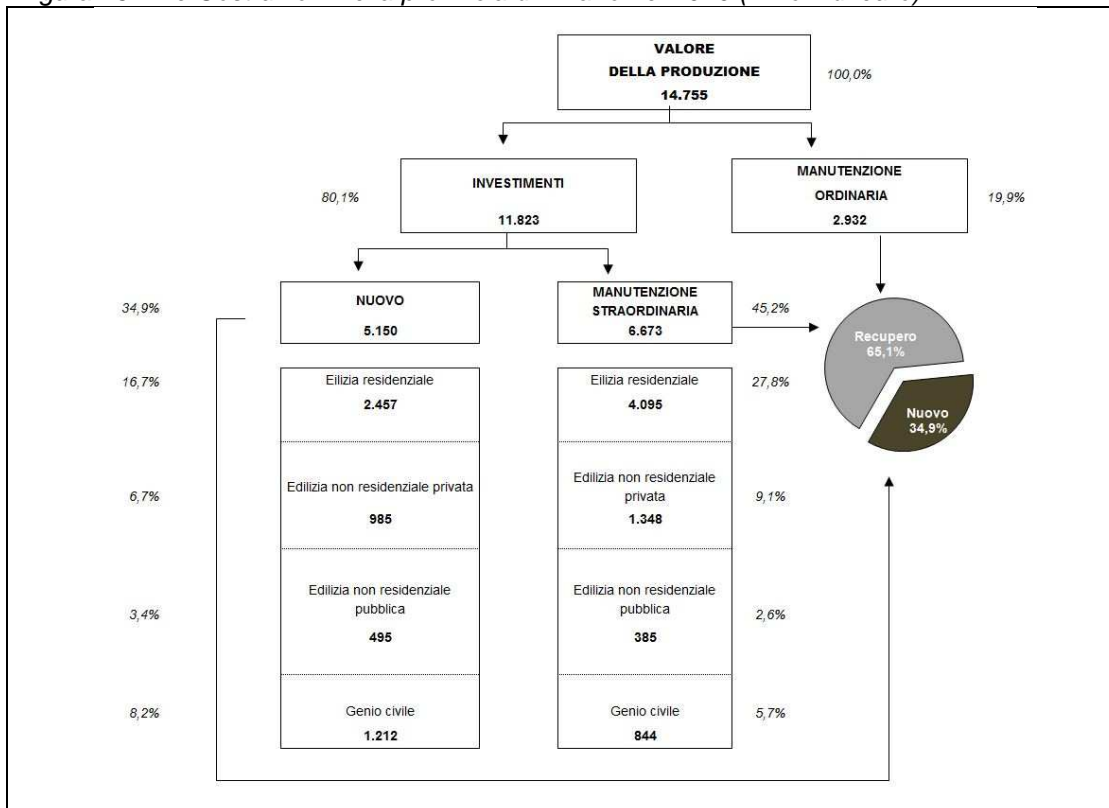 VALORE
DELLA PRODUZIONE
14.755
100,0%
INVESTIMENTI
11.823
80,1%
MANUTENZIONE
ORDINARIA
2.932
19,9%
34,9%
NUOVO
5.150
MANUTENZIONE
STRAORDINARIA
6.673
45,2%
Recupero
65,1%
Nuovo
34,9%
16,7%
Eilizia residenziale
2.457
Eilizia residenziale
4.095
27,8%
6,7%
Edilizia non residenziale privata
985
Edilizia non residenziale
privata
1.348
9,1%
3,4%
Edilizia non residenziale
pubblica
495
Edilizia non residenziale
pubblica
385
2,6%
8,2%
Genio civile
1.212
Genio civile
844
5,7%